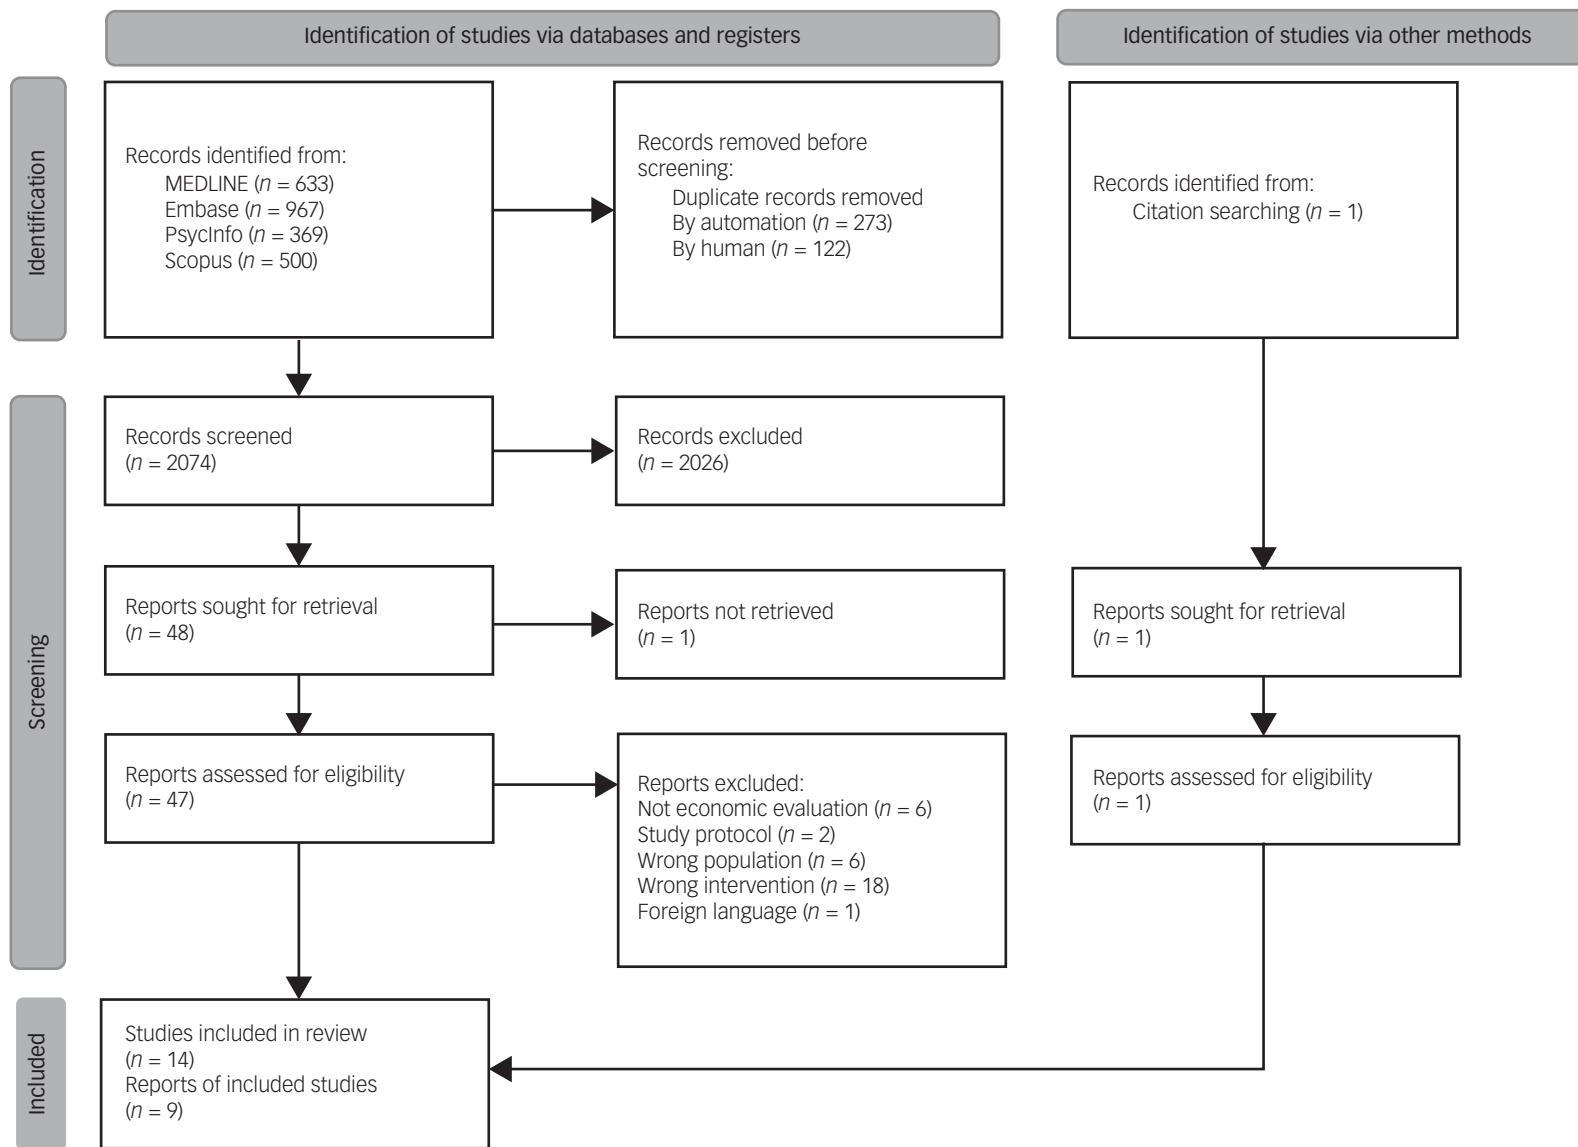 Identification of studies via databases and registers
Identification of studies via other methods
Identification
Records identified from:
MEDLINE (n = 633)
Embase (n = 967)
PsycInfo (n = 369)
Scopus (n = 500)
Records removed before
screening:
Duplicate records removed
By automation (n = 273)
By human (n = 122)
Records identified from:
Citation searching (n = 1)
Screening
Records screened
(n = 2074)
Records excluded
(n = 2026)
Reports sought for retrieval
(n = 48)
Reports not retrieved
(n = 1)
Reports sought for retrieval
(n = 1)
Reports assessed for eligibility
(n = 47)
Reports excluded:
Not economic evaluation (n = 6)
Study protocol (n = 2)
Wrong population (n = 6)
Wrong intervention (n = 18)
Foreign language (n = 1)
Reports assessed for eligibility
(n = 1)
Included
Studies included in review
(n = 14)
Reports of included studies
(n = 9)